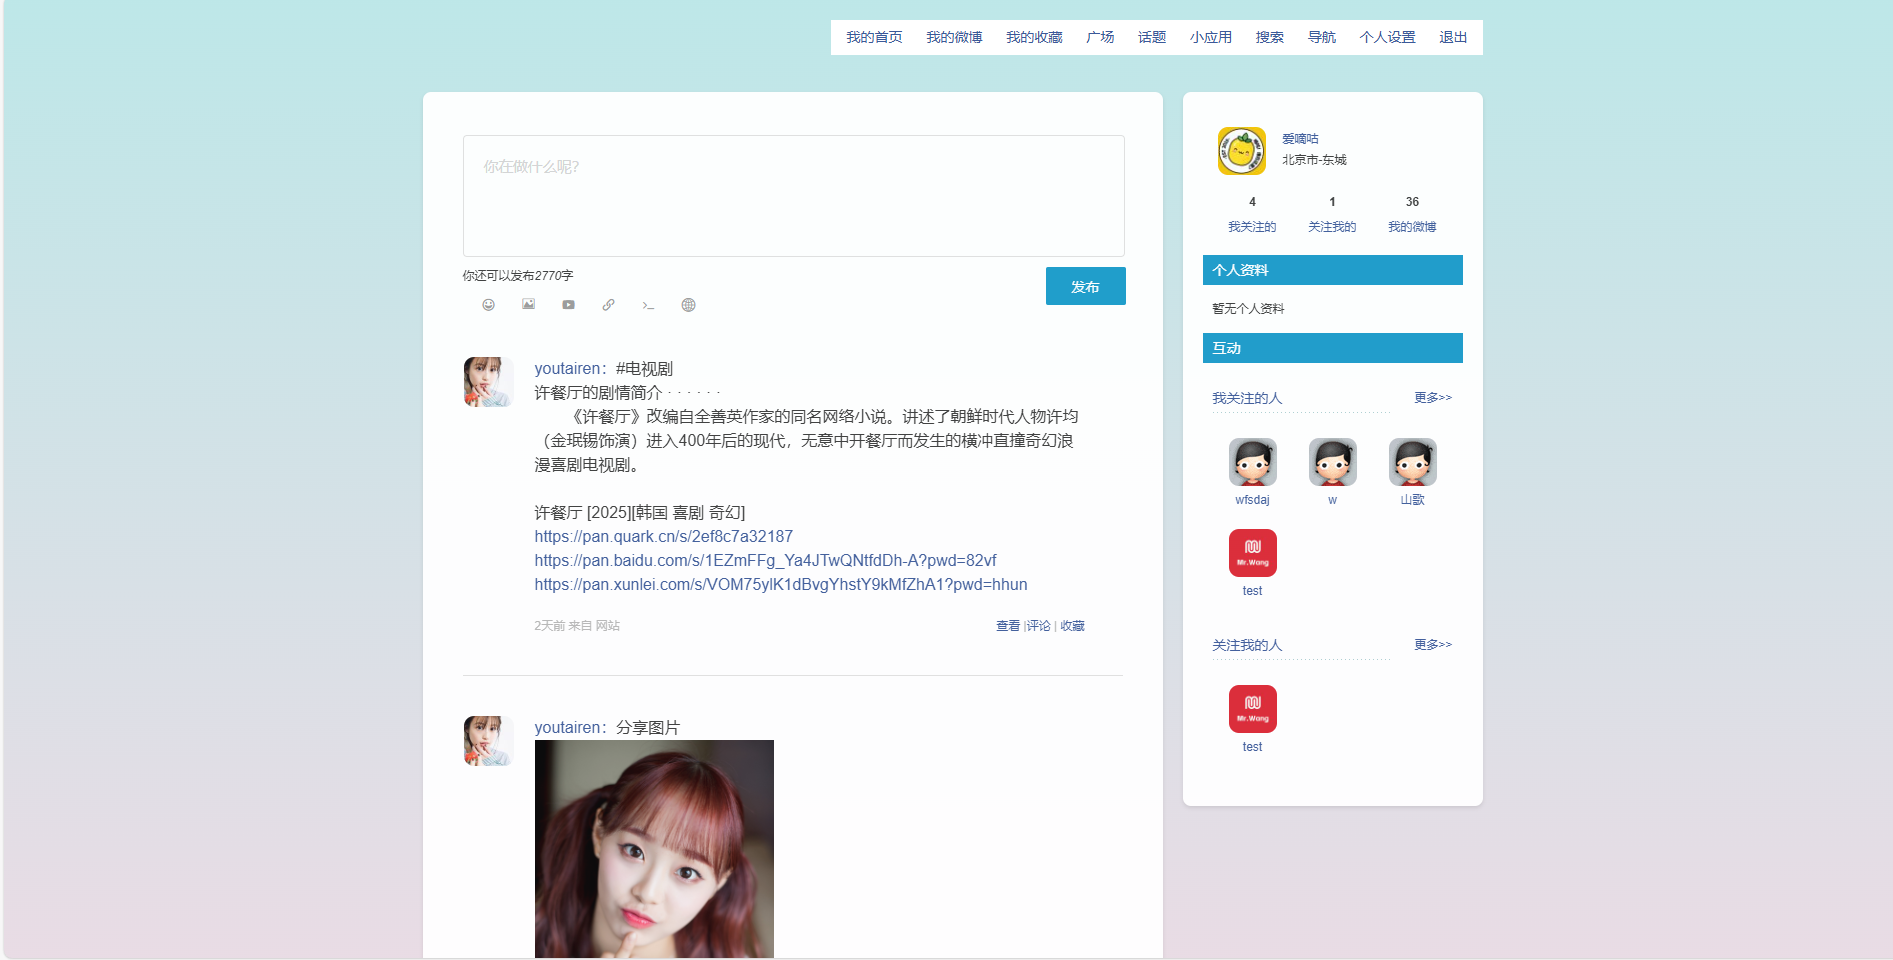 我的首页 我的微博 我的收藏 广场 话题 小应用 搜索 导航 个人设置 退出
你在做什么呢?
你还可以发布2770字
发布
youtairen：#电视剧
许餐厅的剧情简介 · · · · · ·
《许餐厅》改编自全善英作家的同名网络小说。讲述了朝鲜时代人物许均
（金珉锡饰演）进入400年后的现代，无意中开餐厅而发生的横冲直撞奇幻浪
漫喜剧电视剧。
许餐厅 [2025][韩国 喜剧 奇幻]
https://pan.quark.cn/s/2ef8c7a32187
https://pan.baidu.com/s/1EZmFFg_Ya4JTwQNtfdDh-A?pwd=82vf
https://pan.xunlei.com/s/VOM75ylK1dBvgYhstY9kMfZhA1?pwd=hhun
2天前 来自 网站
查看 |评论 | 收藏
youtairen：分享图片
爱嘀咕
北京市-东城
4 1 36
我关注的 关注我的 我的微博
个人资料
暂无个人资料
互动
我关注的人 更多>>
wfsdaj w 山歌
Mr.Wang
test
关注我的人 更多>>
Mr.Wang
test